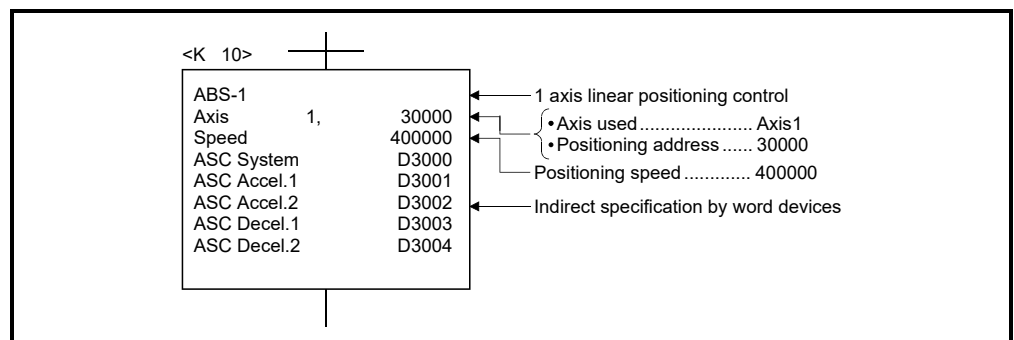 <K 10>
ABS-1
Axis 1, 30000
Speed 400000
ASC System D3000
ASC Accel.1 D3001
ASC Accel.2 D3002
ASC Decel.1 D3003
ASC Decel.2 D3004
1 axis linear positioning control
•Axis used...................... Axis1
•Positioning address...... 30000
Positioning speed............. 400000
Indirect specification by word devices